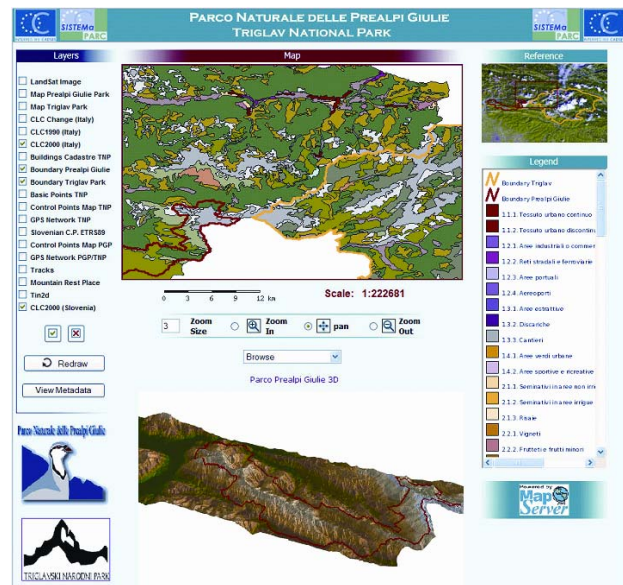 PARCO NATURALE DELLE PREALPI GIULIE
TRIGLAV NATIONAL PARK
SISTEMA
PARC
SISTEMA
PARC
Layers
LandSat Image
Map Prealpi Giulie Park
Map Triglav Park
CLC Change (Italy)
CLC1990 (Italy)
CLC2000 (Italy)
Buildings Cadastre TNP
Boundary Prealpi Giulie
Boundary Triglav Park
Basic Points TNP
Control Points Map TNP
GPS Network TNP
Slovenian C.P. ETRS89
Control Points Map PGP
GPS Network PGP/TNP
Tracks
Mountain Rest Place
Tin2d
CLC2000 (Slovenia)
Redraw
View Metadata
Parco Naturale delle Prealpi Giulie
TRIGLAVSKI NARODNI PARK
Map
0 3 6 9 12 km
Scale: 1:222681
3 Zoom Size Zoom In pan Zoom Out
Browse
Parco Prealpi Giulie 3D
Reference
Legend
Boundary Triglav
Boundary Prealpi Giulie
1.1.1. Tessuto urbano continuo
1.1.2. Tessuto urbano discontin
1.2.1. Aree industriali o commer
1.2.2. Reti stradali e ferroviarie
1.2.3. Aree portuali
1.2.4. Aeroporti
1.3.1. Aree estrattive
1.3.2. Discariche
1.3.3. Cantieri
1.4.1. Aree verdi urbane
1.4.2. Aree sportive e ricreative
2.1.1. Seminativi in aree non irri
2.1.2. Seminativi in aree irrigue
2.1.3. Risaie
2.2.1. Vigneti
2.2.2. Frutteti e frutti minori
Powered by
Map
Server